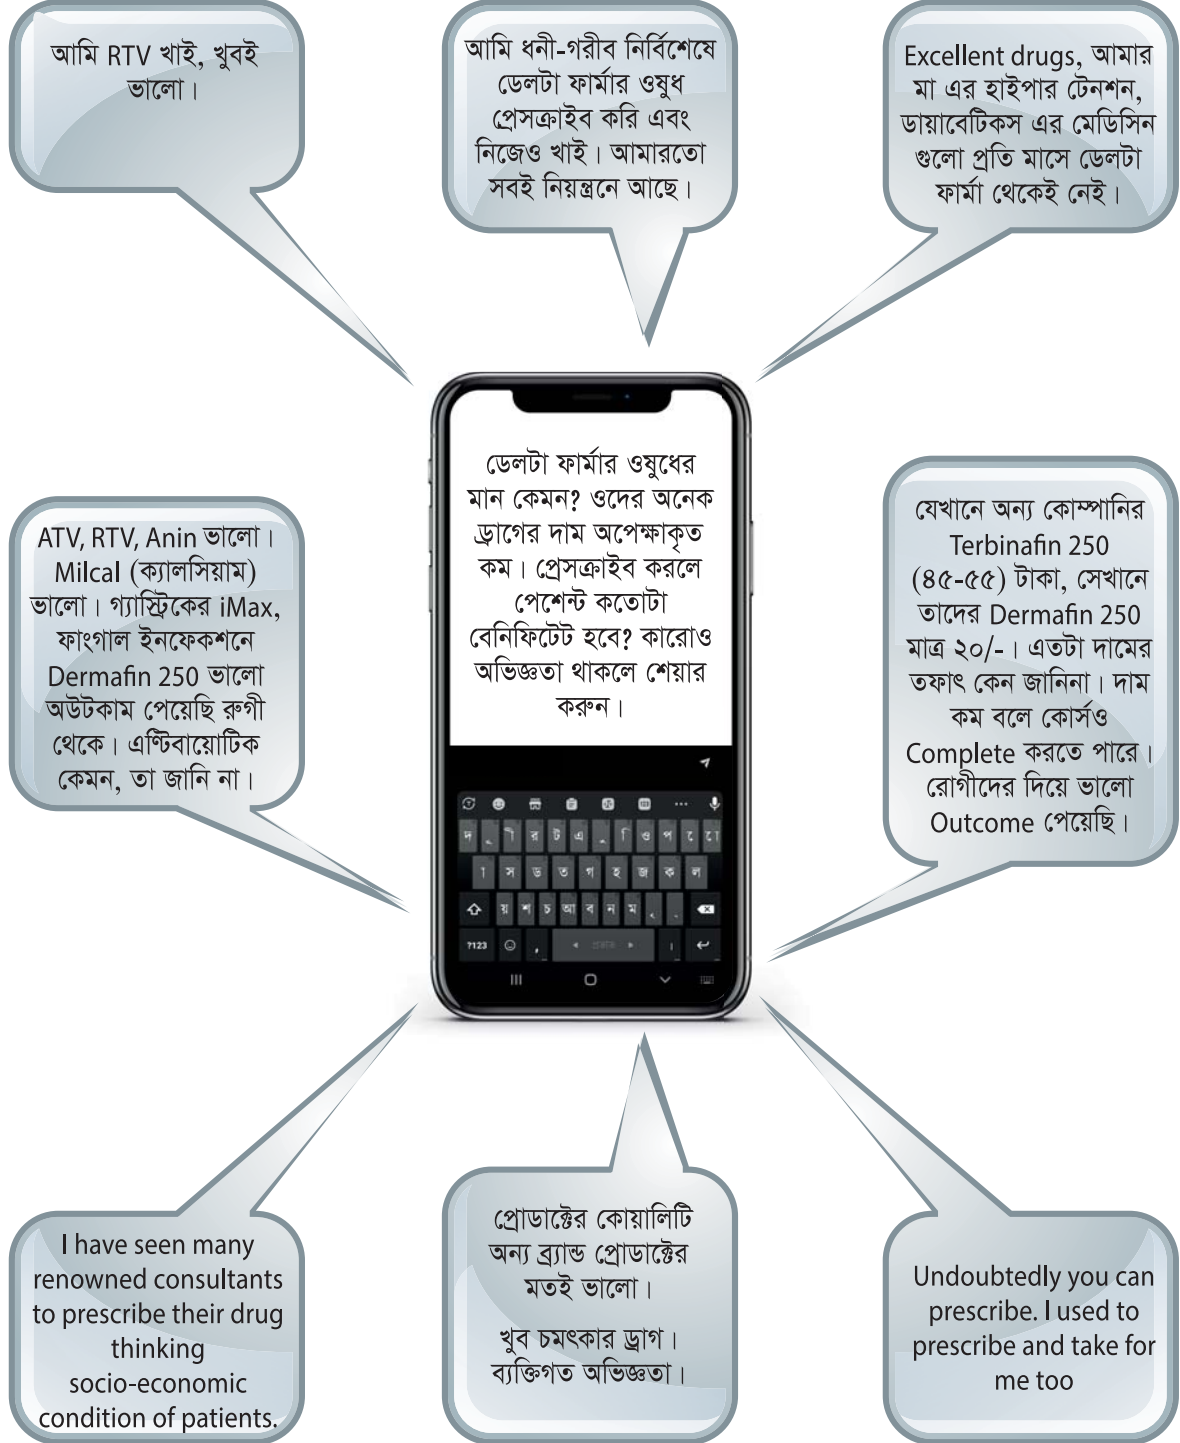 আমি RTV খাই, খুবই
ভালো।
আমি ধনী-গরীব নির্বিশেষে
ডেলটা ফার্মার ওষুধ
প্রেসক্রাইব করি এবং
নিজেও খাই। আমারতো
সবই নিয়ন্ত্রনে আছে।
Excellent drugs, আমার
মা এর হাইপার টেনশন,
ডায়াবেটিকস এর মেডিসিন
গুলো প্রতি মাসে ডেলটা
ফার্মা থেকেই নেই।
ডেলটা ফার্মার ওষুধের
মান কেমন? ওদের অনেক
ড্রাগের দাম অপেক্ষাকৃত
কম। প্রেসক্রাইব করলে
পেশেন্ট কতোটা
বেনিফিটেট হবে? কারোও
অভিজ্ঞতা থাকলে শেয়ার
করুন।
ATV, RTV, Anin ভালো।
Milcal (ক্যালসিয়াম)
ভালো। গ্যাস্ট্রিকের iMax,
ফাংগাল ইনফেকশনে
Dermafin 250 ভালো
অউটকাম পেয়েছি রুগী
থেকে। এণ্টিবায়োটিক
কেমন, তা জানি না।
যেখানে অন্য কোম্পানির
Terbinafin 250
(৪৫-৫৫) টাকা, সেখানে
তাদের Dermafin 250
মাত্র ২০/-। এতটা দামের
তফাৎ কেন জানিনা। দাম
কম বলে কোর্সও
Complete করতে পারে।
রোগীদের দিয়ে ভালো
Outcome পেয়েছি।
দ ূ ী র ট এ ু ি ও প ে ো
া স ড ত গ হ জ ক ল
য় শ চ আ ব ন ম ্ .
?123 , ।
I have seen many
renowned consultants
to prescribe their drug
thinking
socio-economic
condition of patients.
প্রোডাক্টের কোয়ালিটি
অন্য ব্র্যান্ড প্রোডাক্টের
মতই ভালো।
খুব চমৎকার ড্রাগ।
ব্যক্তিগত অভিজ্ঞতা।
Undoubtedly you can
prescribe. I used to
prescribe and take for
me too